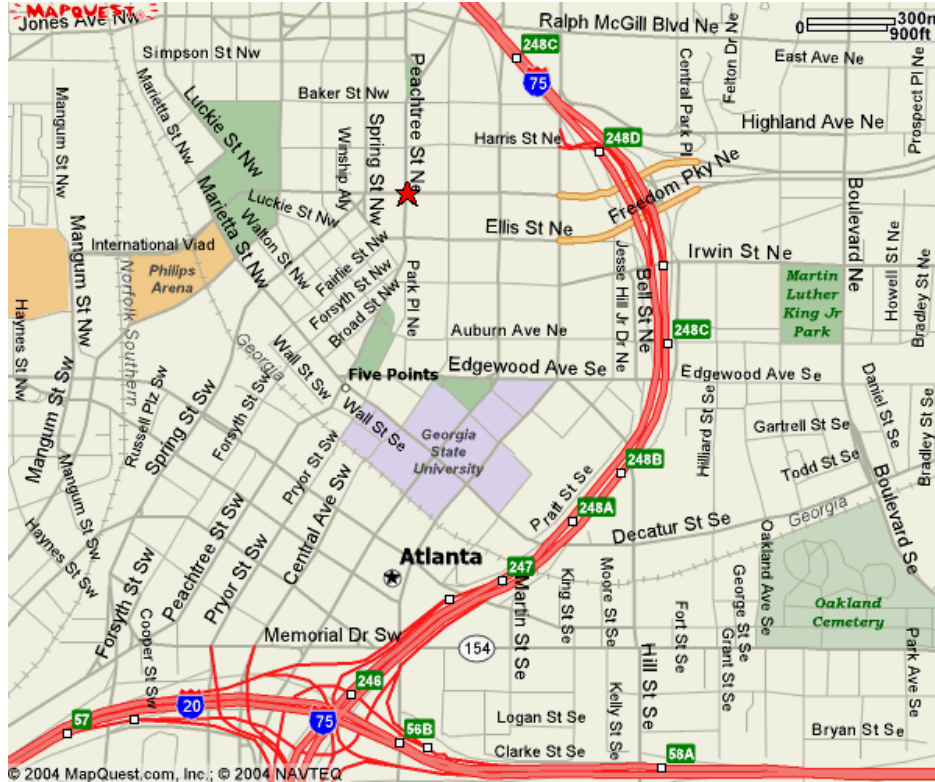 MAPQUEST
Jones Ave Nw
Ralph McGill Blvd Ne
300m
0
900ft
Simpson St Nw
248C
East Ave Ne
Felton Dr Ne
Central Park Pl
Prospect Pl Ne
Peachtree St Ne
Marietta St Nw
75
Baker St Nw
Luckie St Nw
Mangum St Nw
Highland Ave Ne
Harris St Ne
248D
Spring St Nw
Winship Aly
Freedom Pky Ne
Marietta St Nw
Luckie St Nw
Walton St Nw
Boulevard Ne
Ellis St Ne
International Vlad
Mangum St Nw
Philips
Arena
Norfolk Southern
Fairlie St Nw
Forsyth St Nw
Broad St Nw
Park Pl Ne
Jesse Hill Jr Dr Ne
Bell St Ne
Irwin St Ne
Howell St Ne
Bradley St Ne
Martin
Luther
King Jr
Park
Haynes St Nw
Auburn Ave Ne
248C
Georgia
Wall St Sw
Five Points
Edgewood Ave Se
Edgewood Ave Se
Mangum St Sw
Russell Plz Sw
Spring St Sw
Forsyth St Sw
Wall St Se
Georgia
State
University
Hilliard St Se
Daniel St Se
Bradley St Se
Gartrell St Se
Todd St Se
Pryor St Sw
248B
Mangum St Sw
Central Ave Sw
Pratt St Se
248A
Decatur St Se
Georgia
Boulevard Se
Haynes St Sw
Peachtree St Sw
Pryor St Sw
Forsyth St Sw
Cooper St Sw
Atlanta
247
Martin St Se
King St Se
Moore St Se
Fort St Se
George St Se
Grant St Se
Oakland Ave Se
Oakland
Cemetery
Memorial Dr Sw
154
Hill St Se
Kelly St Se
Park Ave Se
246
20
75
57
56B
Logan St Se
Bryan St Se
Clarke St Se
58A
© 2004 MapQuest.com, Inc.; © 2004 NAVTEQ